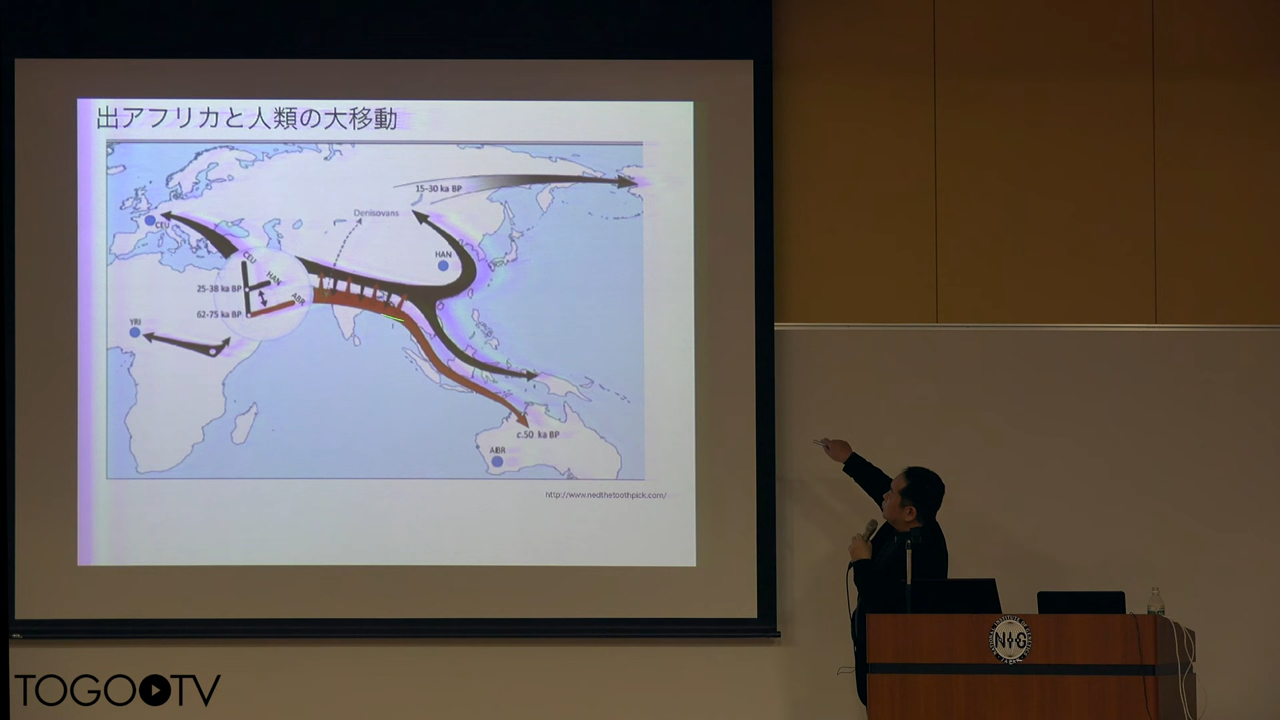 出アフリカと人類の大移動
15-30 ka BP
Denisovans
CEU
HAN
CEU
HAN
ABR
25-38 ka BP
62-75 ka BP
YRI
c.50 ka BP
ABR
http://www.nedthetoothpick.com/
NIG
TOGOTV